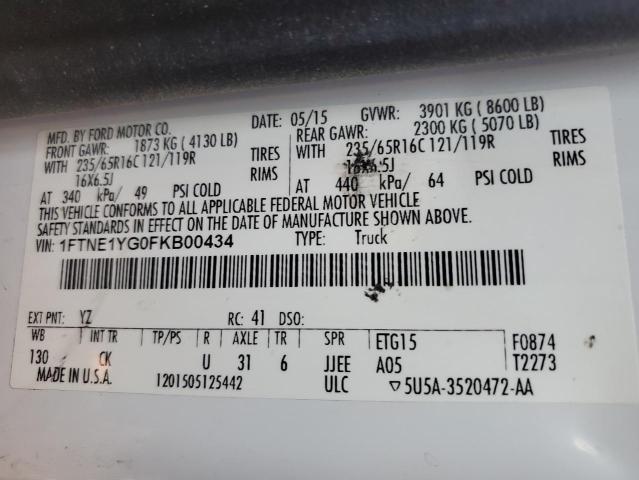 MFD. BY FORD MOTOR CO. DATE: 05/15 GVWR: 3901 KG ( 8600 LB)
FRONT GAWR: 1873 KG ( 4130 LB) REAR GAWR: 2300 KG ( 5070 LB)
WITH 235/65R16C 121/119R TIRES WITH 235/65R16C 121/119R TIRES
16X6.5J RIMS 16X6.5J RIMS
AT 340 kPa/ 49 PSI COLD AT 440 kPa/ 64 PSI COLD
THIS VEHICLE CONFORMS TO ALL APPLICABLE FEDERAL MOTOR VEHICLE
SAFETY STANDARDS IN EFFECT ON THE DATE OF MANUFACTURE SHOWN ABOVE.
VIN: 1FTNE1YG0FKB00434 TYPE: Truck
EXT PNT: YZ RC: 41 DSO:
WB INT TR TP/PS R AXLE TR SPR ETG15 F0874
130 CK U 31 6 JJEE A05 T2273
MADE IN U.S.A. 1201505125442 ULC ▽5U5A-3520472-AA